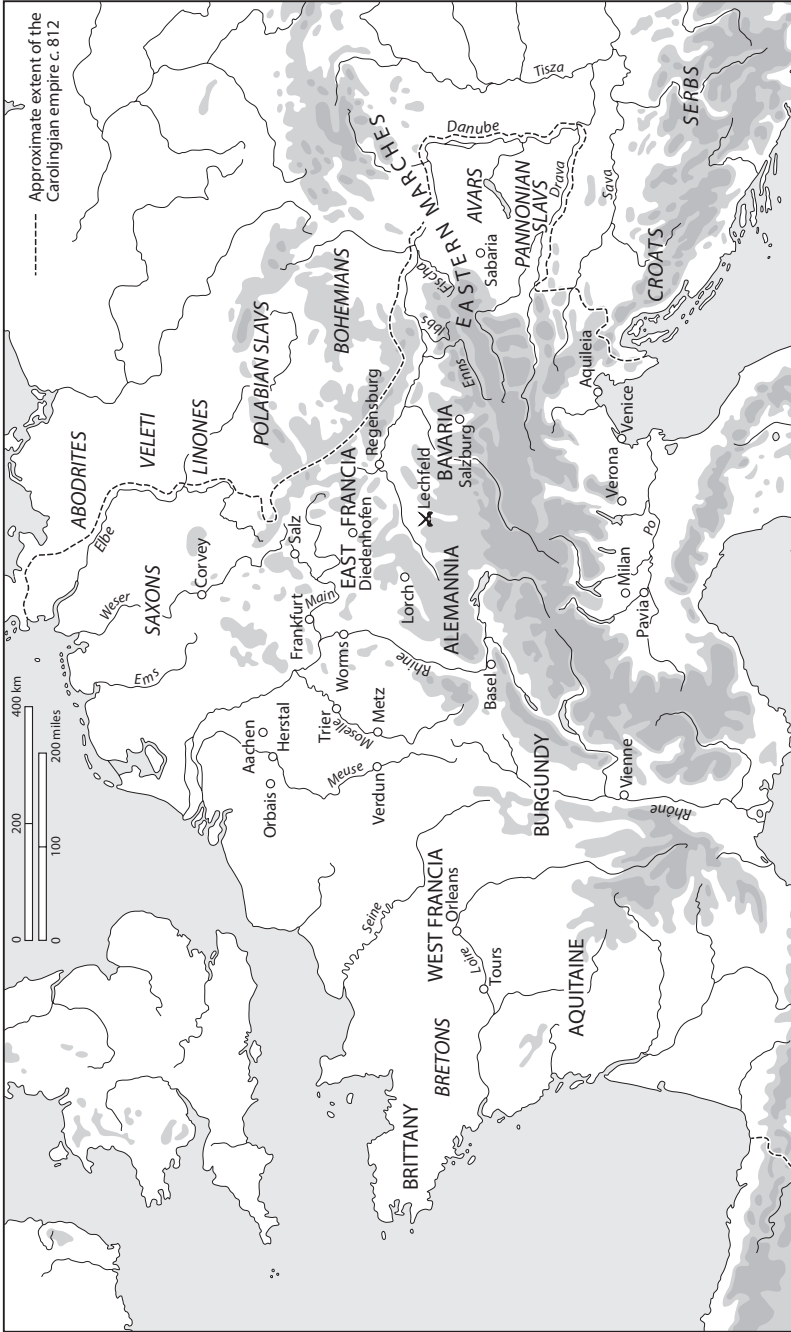 Approximate extent of the
Carolingian empire c. 812
0
200
400 km
0
100
200 miles
ABODRITES
VELETI
LINONES
POLABIAN SLAVS
BOHEMIANS
SAXONS
Elbe
Weser
Ems
Corvey
Salz
Frankfurt
Main
Worms
Rhine
EAST FRANCIA
Diedenhofen
Regensburg
Lorch
Lechfeld
ALEMANNIA
BAVARIA
Salzburg
Enns
Ipbs
Fischa
EASTERN MARCHES
Danube
Tisza
AVARS
Sabaria
PANNONIAN
SLAVS
Drava
Sava
SERBS
CROATS
Aquileia
Venice
Verona
Milan
Pavia
Po
Aachen
Herstal
Orbais
Trier
Moselle
Metz
Meuse
Verdun
Basel
BURGUNDY
Vienne
Rhône
Seine
WEST FRANCIA
Orleans
Loire
Tours
BRETONS
BRITTANY
AQUITAINE